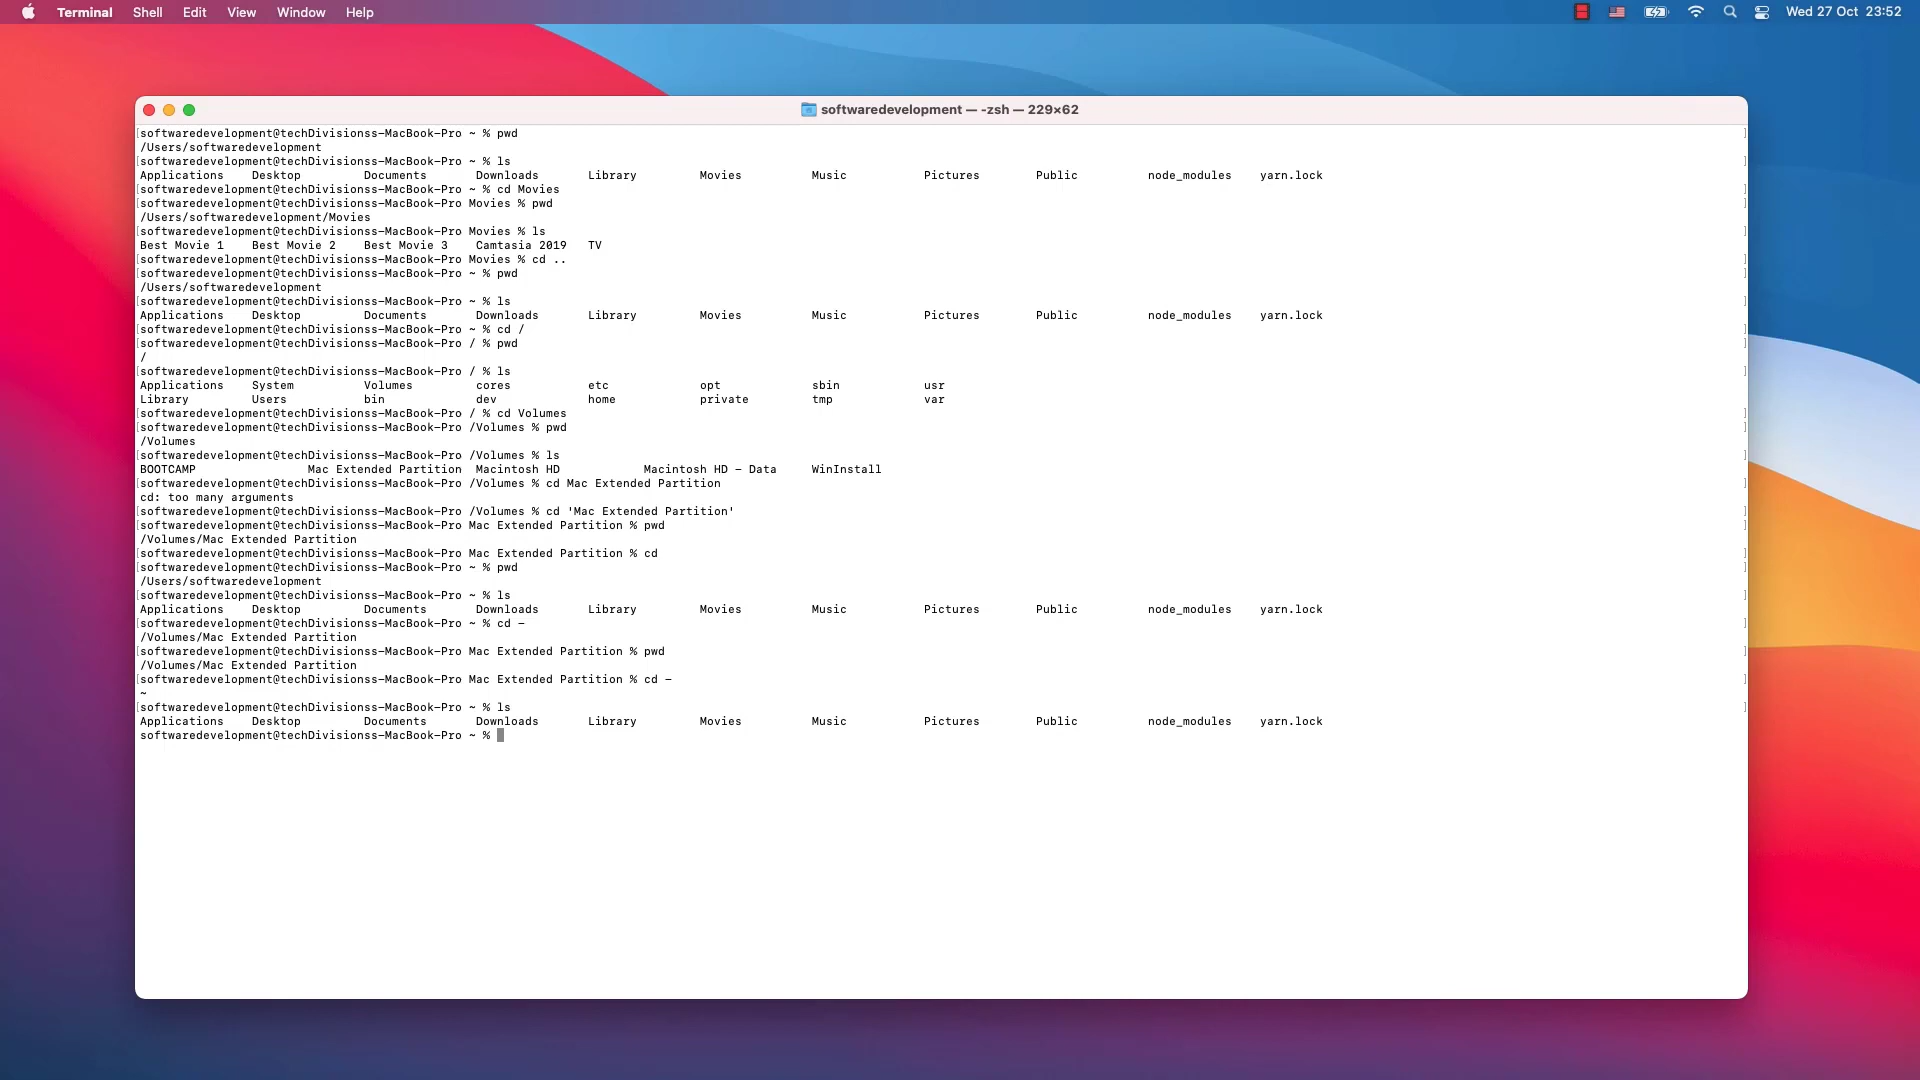 Terminal Shell Edit View Window Help Wed 27 Oct 23:52
softwaredevelopment — -zsh — 229×62
[softwaredevelopment@techDivisionss-MacBook-Pro ~ % pwd ]
/Users/softwaredevelopment
[softwaredevelopment@techDivisionss-MacBook-Pro ~ % ls ]
Applications Desktop Documents Downloads Library Movies Music Pictures Public node_modules yarn.lock
[softwaredevelopment@techDivisionss-MacBook-Pro ~ % cd Movies ]
[softwaredevelopment@techDivisionss-MacBook-Pro Movies % pwd ]
/Users/softwaredevelopment/Movies
[softwaredevelopment@techDivisionss-MacBook-Pro Movies % ls ]
Best Movie 1 Best Movie 2 Best Movie 3 Camtasia 2019 TV
[softwaredevelopment@techDivisionss-MacBook-Pro Movies % cd .. ]
[softwaredevelopment@techDivisionss-MacBook-Pro ~ % pwd ]
/Users/softwaredevelopment
[softwaredevelopment@techDivisionss-MacBook-Pro ~ % ls ]
Applications Desktop Documents Downloads Library Movies Music Pictures Public node_modules yarn.lock
[softwaredevelopment@techDivisionss-MacBook-Pro ~ % cd / ]
[softwaredevelopment@techDivisionss-MacBook-Pro / % pwd ]
/
[softwaredevelopment@techDivisionss-MacBook-Pro / % ls ]
Applications System Volumes cores etc opt sbin usr
Library Users bin dev home private tmp var
[softwaredevelopment@techDivisionss-MacBook-Pro / % cd Volumes ]
[softwaredevelopment@techDivisionss-MacBook-Pro /Volumes % pwd ]
/Volumes
[softwaredevelopment@techDivisionss-MacBook-Pro /Volumes % ls ]
BOOTCAMP Mac Extended Partition Macintosh HD Macintosh HD - Data WinInstall
[softwaredevelopment@techDivisionss-MacBook-Pro /Volumes % cd Mac Extended Partition ]
cd: too many arguments
[softwaredevelopment@techDivisionss-MacBook-Pro /Volumes % cd 'Mac Extended Partition' ]
[softwaredevelopment@techDivisionss-MacBook-Pro Mac Extended Partition % pwd ]
/Volumes/Mac Extended Partition
[softwaredevelopment@techDivisionss-MacBook-Pro Mac Extended Partition % cd ]
[softwaredevelopment@techDivisionss-MacBook-Pro ~ % pwd ]
/Users/softwaredevelopment
[softwaredevelopment@techDivisionss-MacBook-Pro ~ % ls ]
Applications Desktop Documents Downloads Library Movies Music Pictures Public node_modules yarn.lock
[softwaredevelopment@techDivisionss-MacBook-Pro ~ % cd - ]
/Volumes/Mac Extended Partition
[softwaredevelopment@techDivisionss-MacBook-Pro Mac Extended Partition % pwd ]
/Volumes/Mac Extended Partition
[softwaredevelopment@techDivisionss-MacBook-Pro Mac Extended Partition % cd - ]
~
[softwaredevelopment@techDivisionss-MacBook-Pro ~ % ls ]
Applications Desktop Documents Downloads Library Movies Music Pictures Public node_modules yarn.lock
softwaredevelopment@techDivisionss-MacBook-Pro ~ %